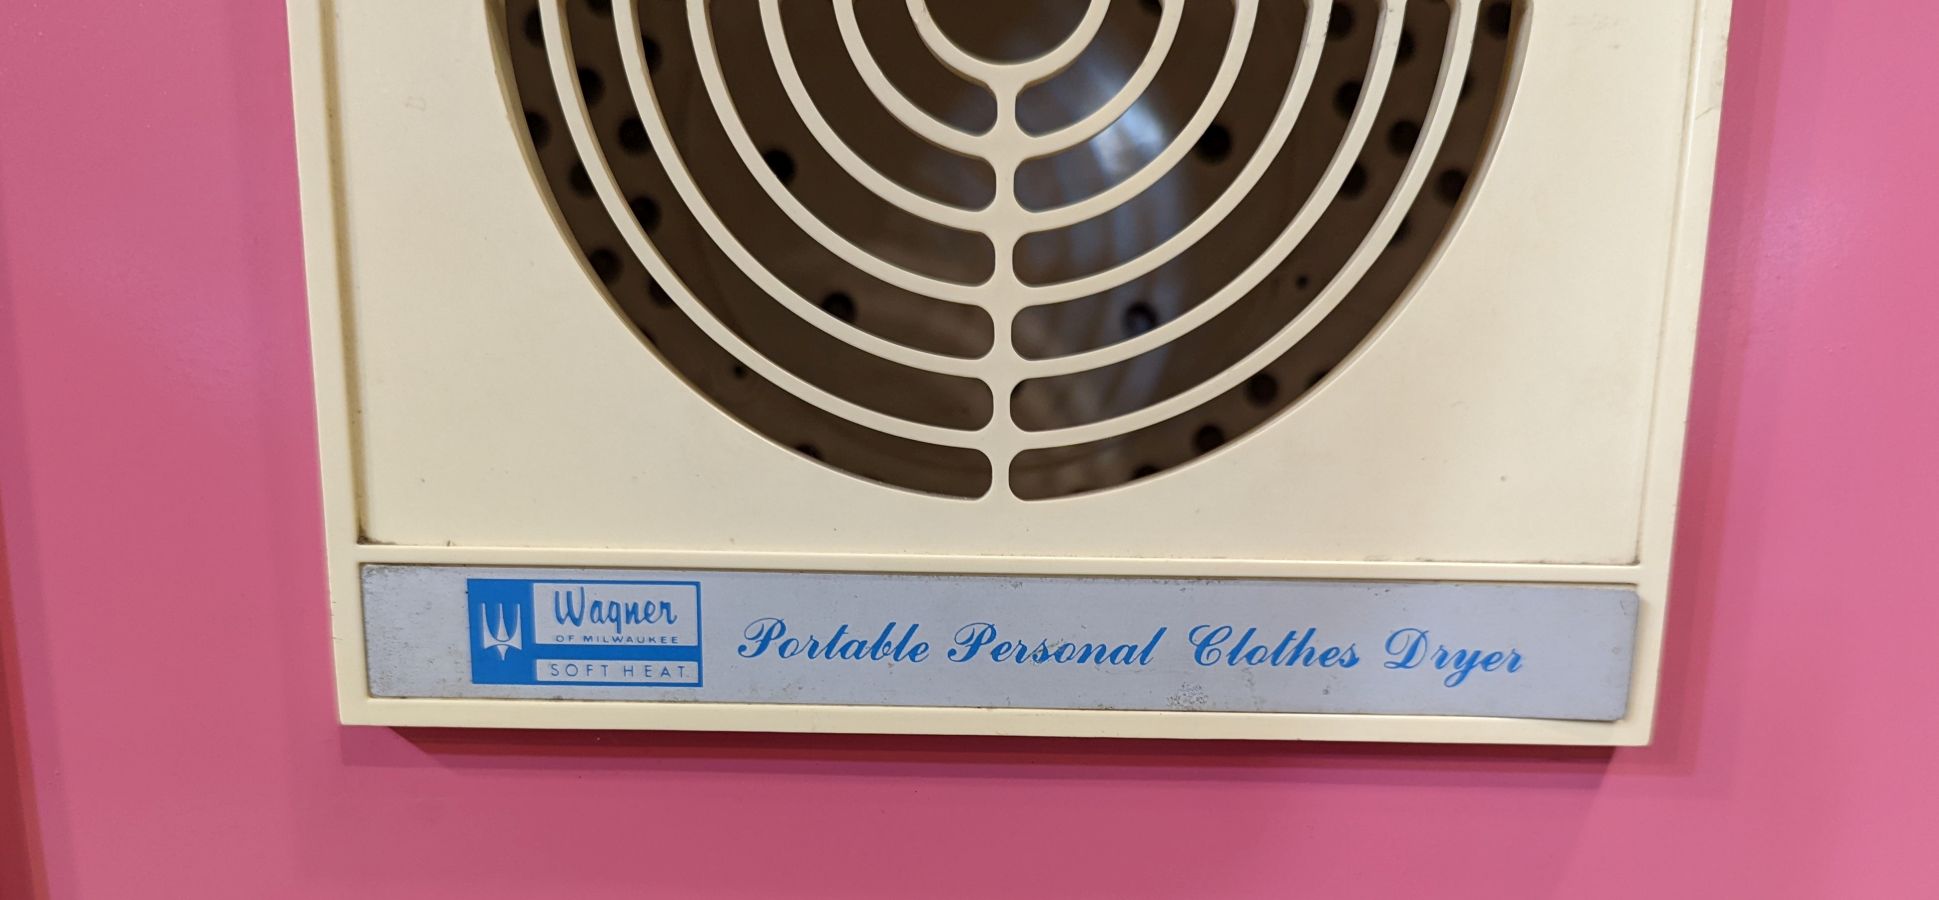 Wagner
OF MILWAUKEE
SOFT HEAT
Portable Personal Clothes Dryer